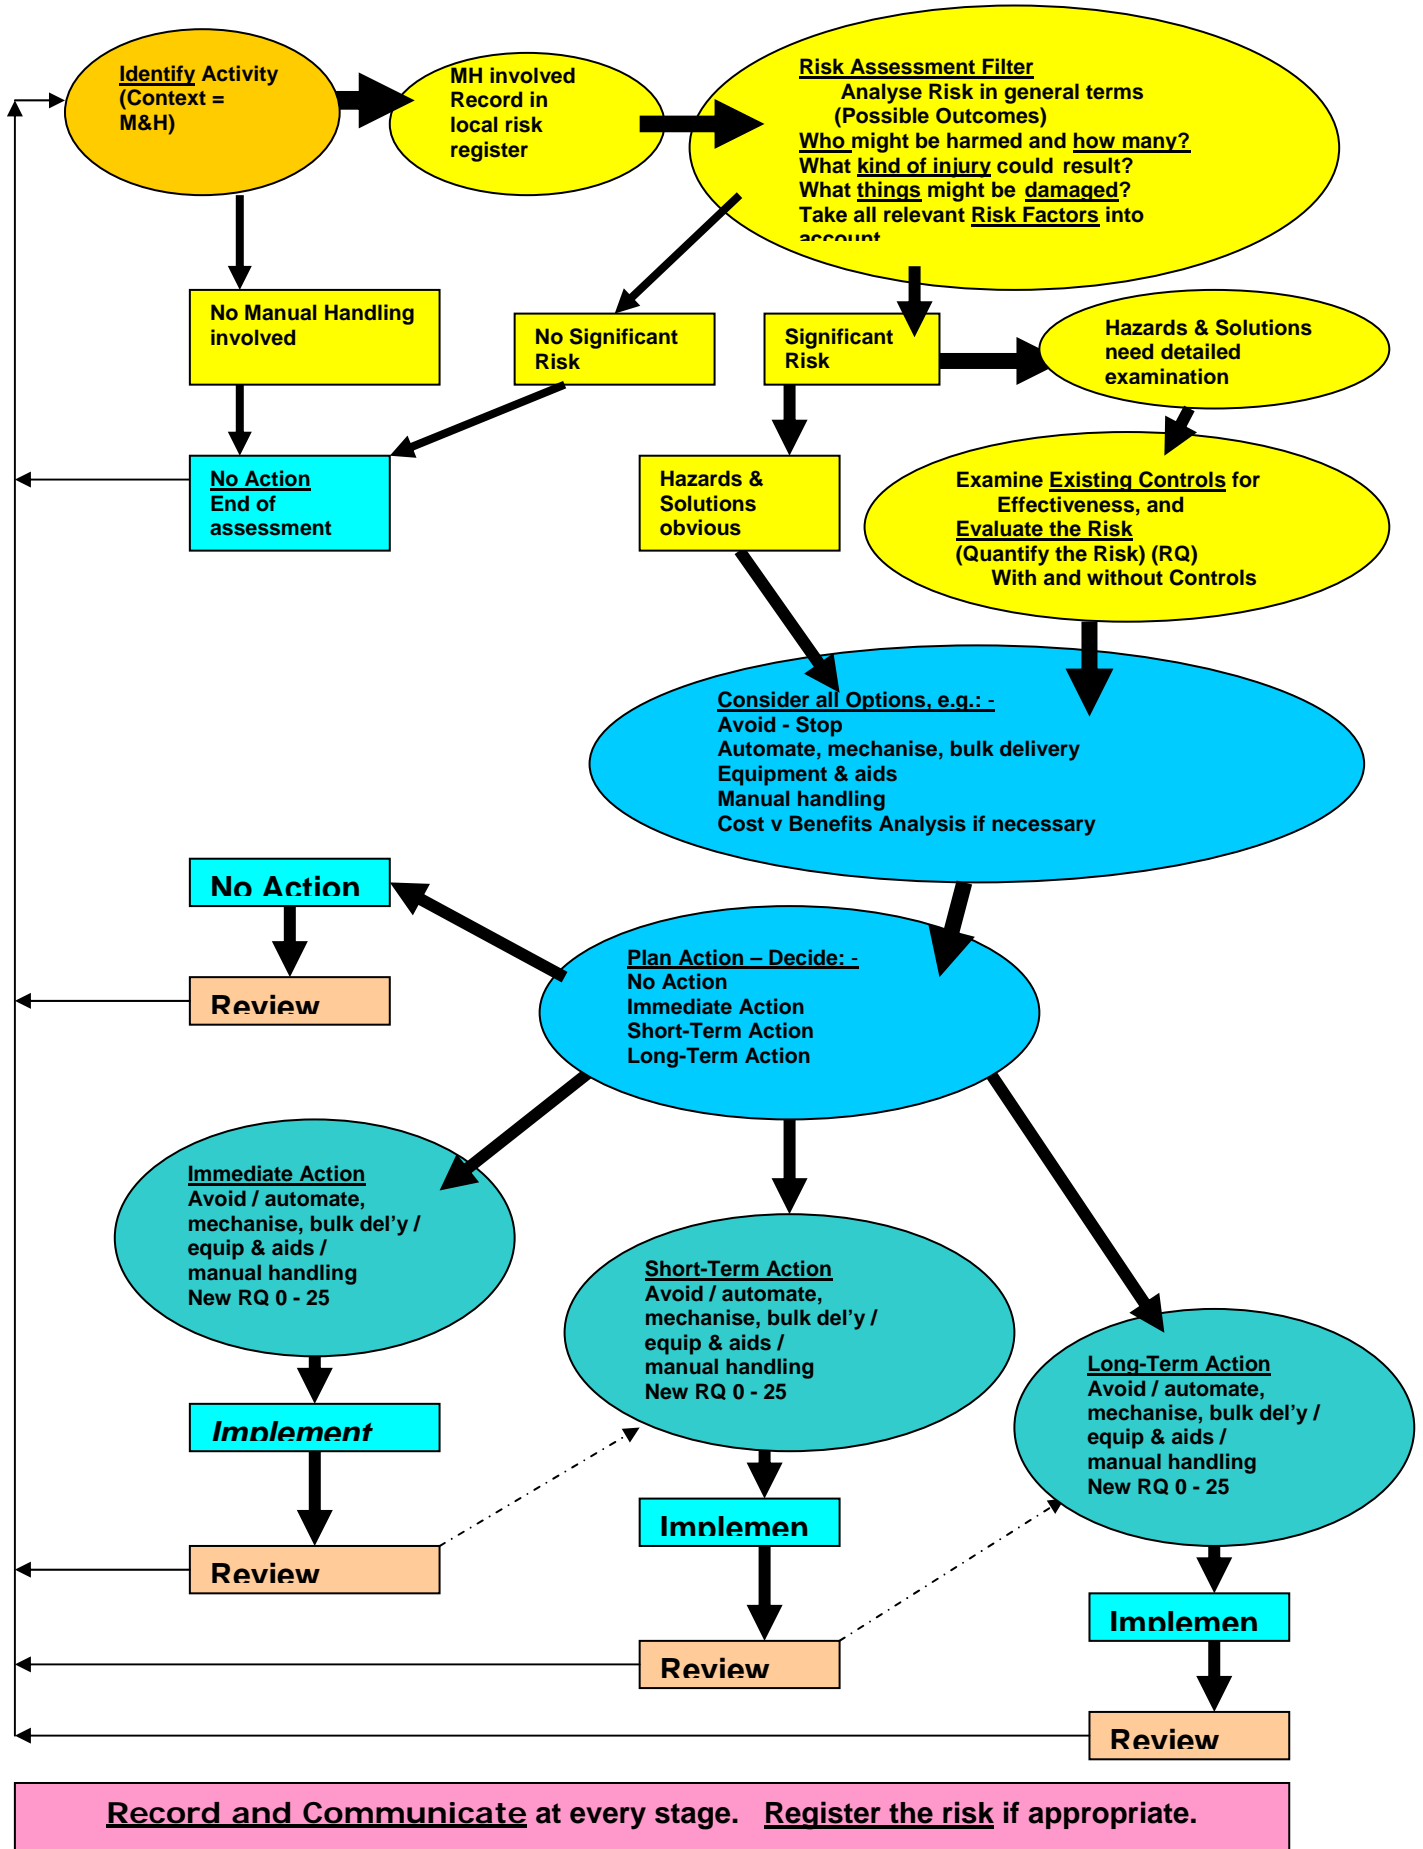 Identify Activity
(Context =
M&H)
MH involved
Record in
local risk
register
Risk Assessment Filter
Analyse Risk in general terms
(Possible Outcomes)
Who might be harmed and how many?
What kind of injury could result?
What things might be damaged?
Take all relevant Risk Factors into
account
No Manual Handling
involved
No Significant
Risk
Significant
Risk
Hazards & Solutions
need detailed
examination
No Action
End of
assessment
Hazards &
Solutions
obvious
Examine Existing Controls for
Effectiveness, and
Evaluate the Risk
(Quantify the Risk) (RQ)
With and without Controls
Consider all Options, e.g.: -
Avoid - Stop
Automate, mechanise, bulk delivery
Equipment & aids
Manual handling
Cost v Benefits Analysis if necessary
No Action
Review
Plan Action – Decide: -
No Action
Immediate Action
Short-Term Action
Long-Term Action
Immediate Action
Avoid / automate,
mechanise, bulk del’y /
equip & aids /
manual handling
New RQ 0 - 25
Implement
Review
Short-Term Action
Avoid / automate,
mechanise, bulk del’y /
equip & aids /
manual handling
New RQ 0 - 25
Implemen
Review
Long-Term Action
Avoid / automate,
mechanise, bulk del’y /
equip & aids /
manual handling
New RQ 0 - 25
Implemen
Review
Record and Communicate at every stage. Register the risk if appropriate.